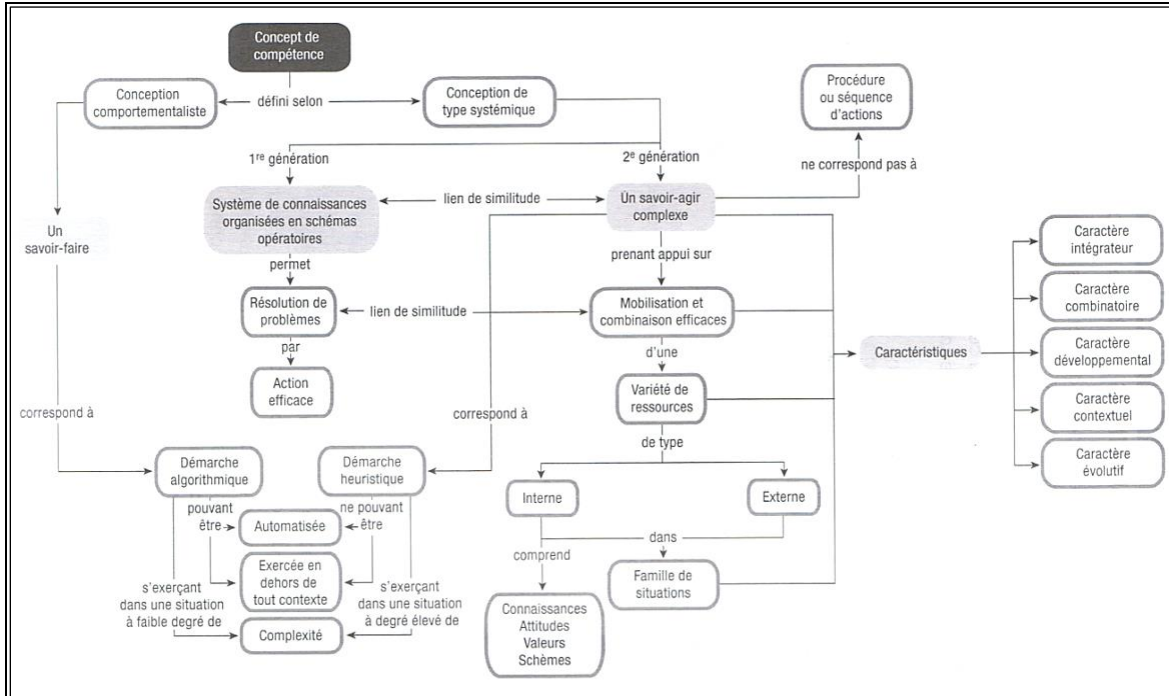 Concept de
compétence
Conception
comportementaliste
défini selon
Conception de
type systémique
Procédure
ou séquence
d'actions
1re génération
2e génération
ne correspond pas à
Un
savoir-faire
Système de connaissances
organisées en schémas
opératoires
lien de similitude
Un savoir-agir
complexe
permet
prenant appui sur
Résolution de
problèmes
lien de similitude
Mobilisation et
combinaison efficaces
par
d'une
Action
efficace
Variété de
ressources
Caractéristiques
Caractère
intégrateur
Caractère
combinatoire
Caractère
développemental
Caractère
contextuel
Caractère
évolutif
correspond à
correspond à
de type
Démarche
algorithmique
Démarche
heuristique
Interne
Externe
pouvant
être
ne pouvant
être
Automatisée
comprend
dans
Exercée en
dehors de
tout contexte
s'exerçant
dans une situation
à faible degré de
s'exerçant
dans une situation
à degré élevé de
Complexité
Famille de
situations
Connaissances
Attitudes
Valeurs
Schèmes